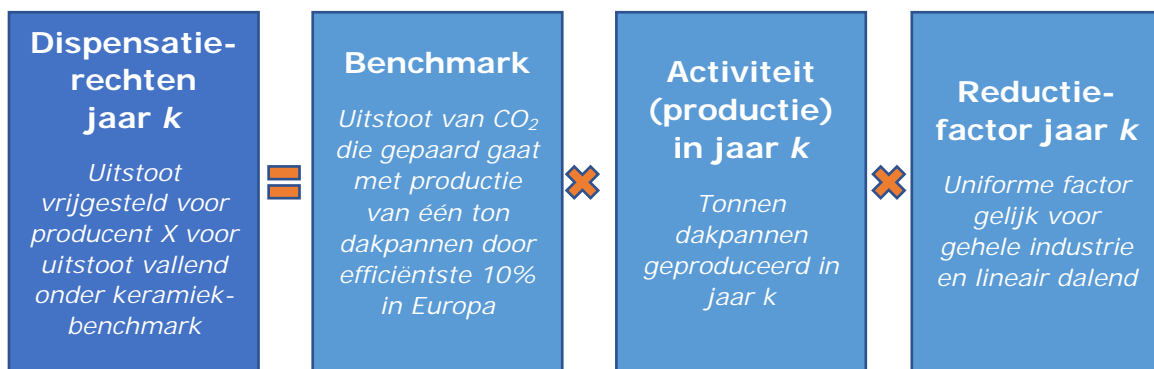 Dispensatie-
rechten
jaar k
Uitstoot
vrijgesteld voor
producent X voor
uitstoot vallend
onder keramiek-
benchmark
Benchmark
Uitstoot van CO₂
die gepaard gaat
met productie
van één ton
dakpannen door
efficiëntste 10%
in Europa
Activiteit
(productie)
in jaar k
Tonnen
dakpannen
geproduceerd in
jaar k
Reductie-
factor jaar k
Uniforme factor
gelijk voor
gehele industrie
en lineair dalend